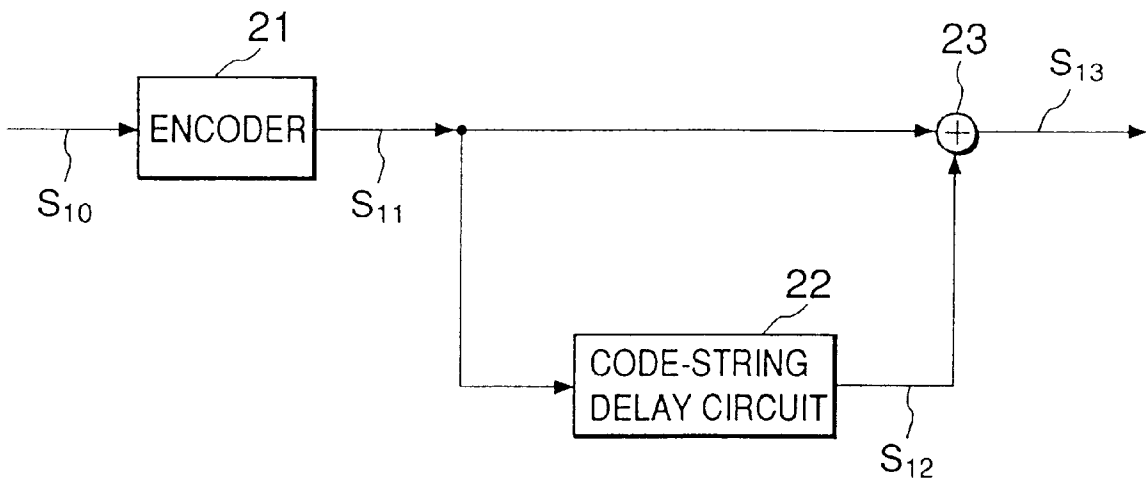 21
23
S13
ENCODER
S10
S11
22
CODE-STRING
DELAY CIRCUIT
S12